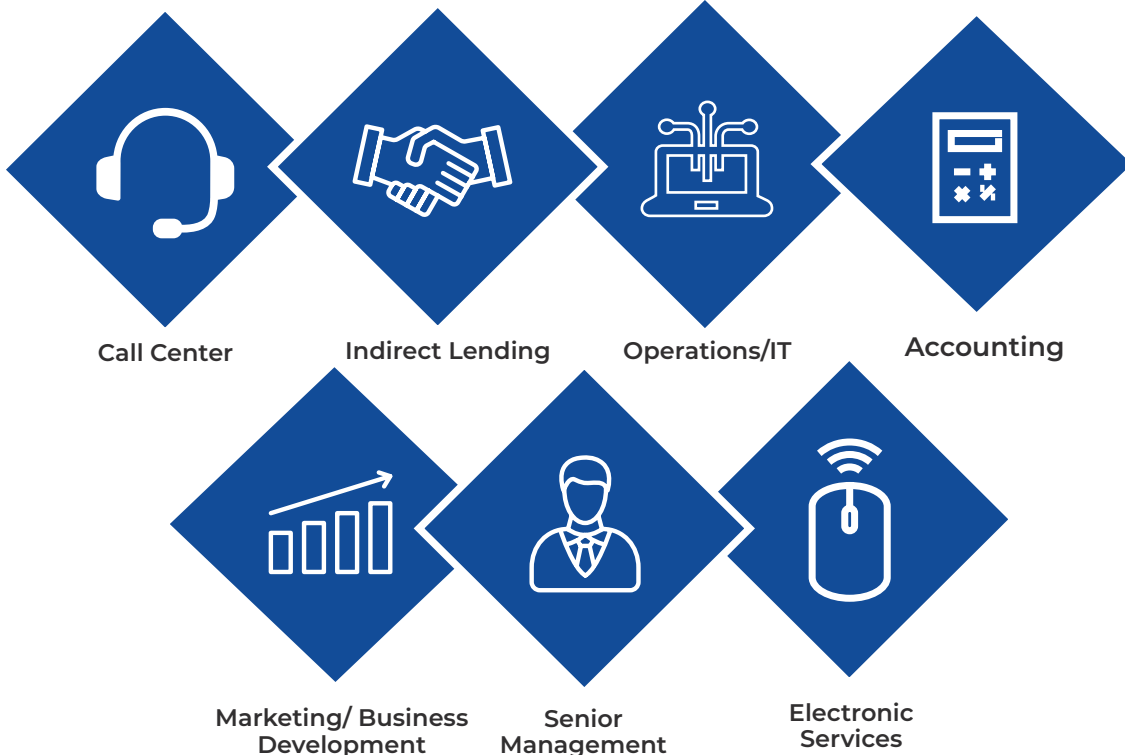 Call Center
Indirect Lending
Operations/IT
Accounting
Marketing/ Business
Development
Senior
Management
Electronic
Services